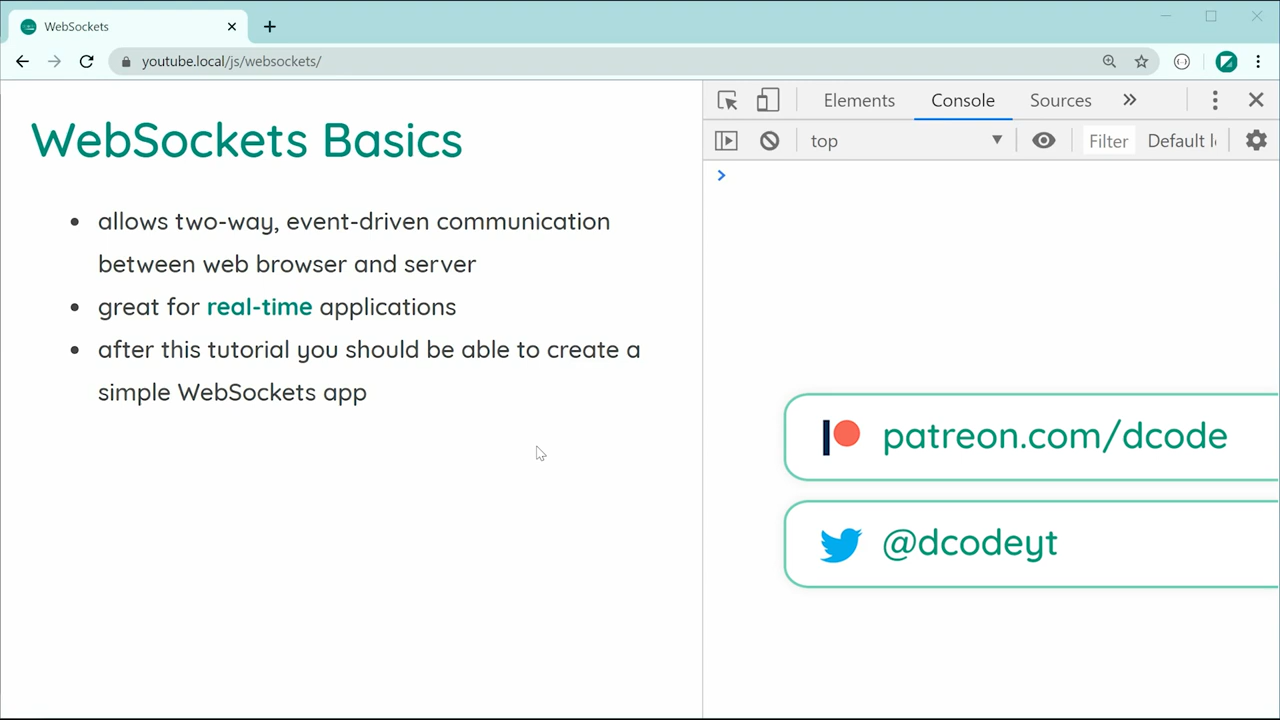 WebSockets
youtube.local/js/websockets/
WebSockets Basics
allows two-way, event-driven communication
between web browser and server
great for real-time applications
after this tutorial you should be able to create a
simple WebSockets app
Elements Console Sources
top Filter Default
patreon.com/dcode
@dcodeyt